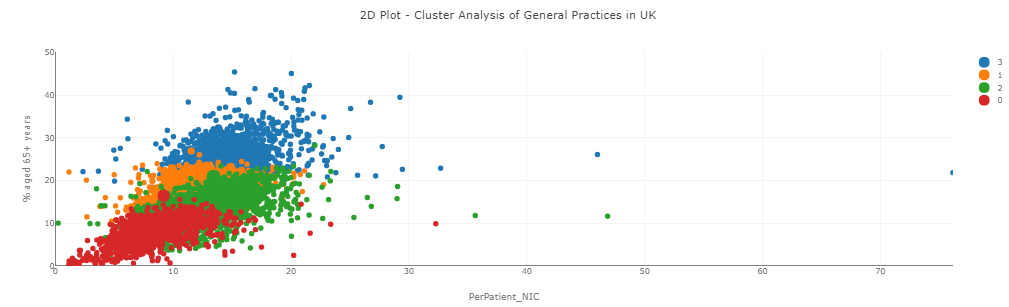 2D Plot - Cluster Analysis of General Practices in UK
50
40
30
20
10
0
% aged 65+ years
3
1
2
0
0 10 20 30 40 50 60 70
PerPatient_NIC